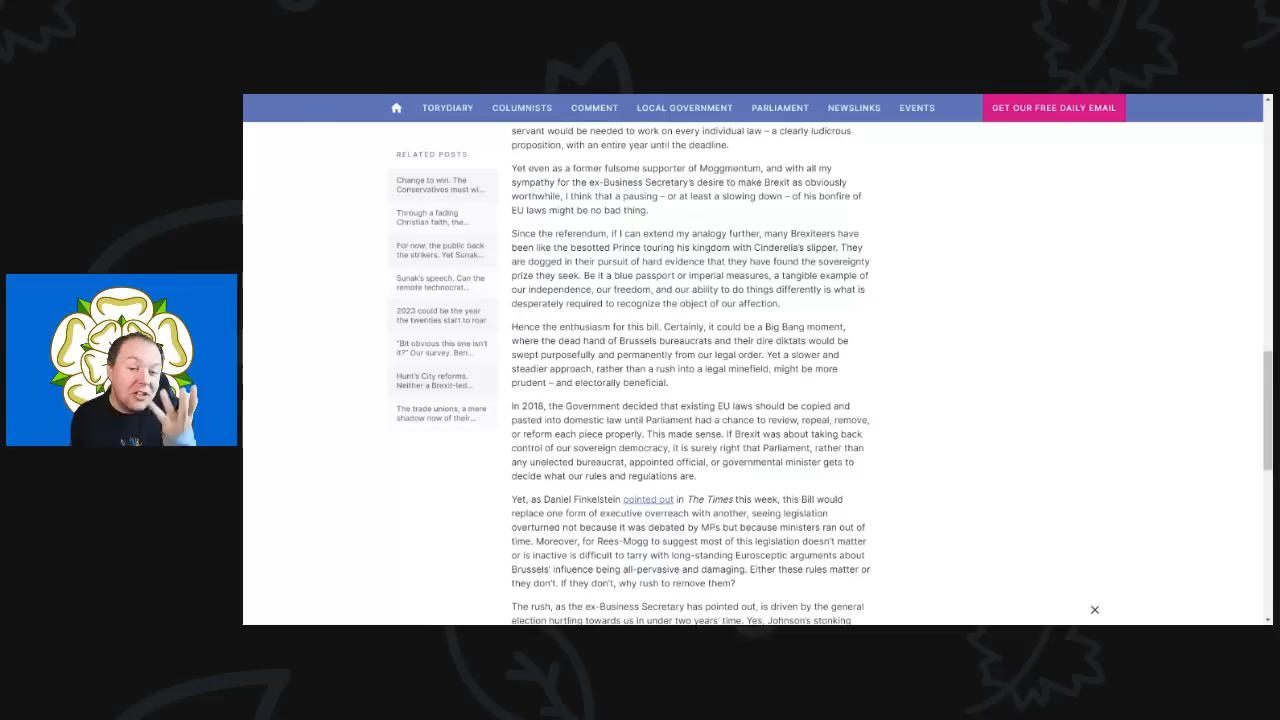 TORYDIARY COLUMNISTS COMMENT LOCAL GOVERNMENT PARLIAMENT NEWSLINKS EVENTS GET OUR FREE DAILY EMAIL
RELATED POSTS
Change to win. The
Conservatives must wi...
Through a fading
Christian faith, the...
For now, the public back
the strikers. Yet Sunak...
Sunak's speech. Can the
remote technocrat...
2023 could be the year
the twenties start to roar
"Bit obvious this one isn't
it?" Our survey. Ben...
Hunt's City reforms.
Neither a Brexit-led...
The trade unions, a mere
shadow now of their...
servant would be needed to work on every individual law – a clearly ludicrous
proposition, with an entire year until the deadline.
Yet even as a former fulsome supporter of Moggmentum, and with all my
sympathy for the ex-Business Secretary's desire to make Brexit as obviously
worthwhile, I think that a pausing – or at least a slowing down – of his bonfire of
EU laws might be no bad thing.
Since the referendum, if I can extend my analogy further, many Brexiteers have
been like the besotted Prince touring his kingdom with Cinderella's slipper. They
are dogged in their pursuit of hard evidence that they have found the sovereignty
prize they seek. Be it a blue passport or imperial measures, a tangible example of
our independence, our freedom, and our ability to do things differently is what is
desperately required to recognize the object of our affection.
Hence the enthusiasm for this bill. Certainly, it could be a Big Bang moment,
where the dead hand of Brussels bureaucrats and their dire diktats would be
swept purposefully and permanently from our legal order. Yet a slower and
steadier approach, rather than a rush into a legal minefield, might be more
prudent – and electorally beneficial.
In 2018, the Government decided that existing EU laws should be copied and
pasted into domestic law until Parliament had a chance to review, repeal, remove,
or reform each piece properly. This made sense. If Brexit was about taking back
control of our sovereign democracy, it is surely right that Parliament, rather than
any unelected bureaucrat, appointed official, or governmental minister gets to
decide what our rules and regulations are.
Yet, as Daniel Finkelstein pointed out in The Times this week, this Bill would
replace one form of executive overreach with another, seeing legislation
overturned not because it was debated by MPs but because ministers ran out of
time. Moreover, for Rees-Mogg to suggest most of this legislation doesn't matter
or is inactive is difficult to tarry with long-standing Eurosceptic arguments about
Brussels' influence being all-pervasive and damaging. Either these rules matter or
they don't. If they don't, why rush to remove them?
The rush, as the ex-Business Secretary has pointed out, is driven by the general
election hurtling towards us in under two years' time. Yes, Johnson's stonking